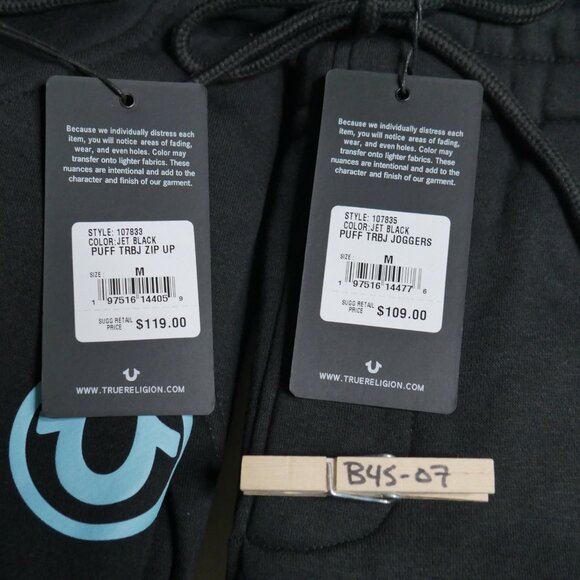 Because we individually distress each
item, you will notice areas of fading,
wear, and even holes. Color may
transfer onto lighter fabrics. These
nuances are intentional and add to the
character and finish of our garment.
STYLE: 107833
COLOR:JET BLACK
PUFF TRBJ ZIP UP
SIZE: M
1 97516 14405 9
SUGG RETAIL
PRICE $119.00
WWW.TRUERELIGION.COM
Because we individually distress each
item, you will notice areas of fading,
wear, and even holes. Color may
transfer onto lighter fabrics. These
nuances are intentional and add to the
character and finish of our garment.
STYLE: 107835
COLOR:JET BLACK
PUFF TRBJ JOGGERS
SIZE: M
1 97516 14477 6
SUGG RETAIL
PRICE $109.00
WWW.TRUERELIGION.COM
B45-07